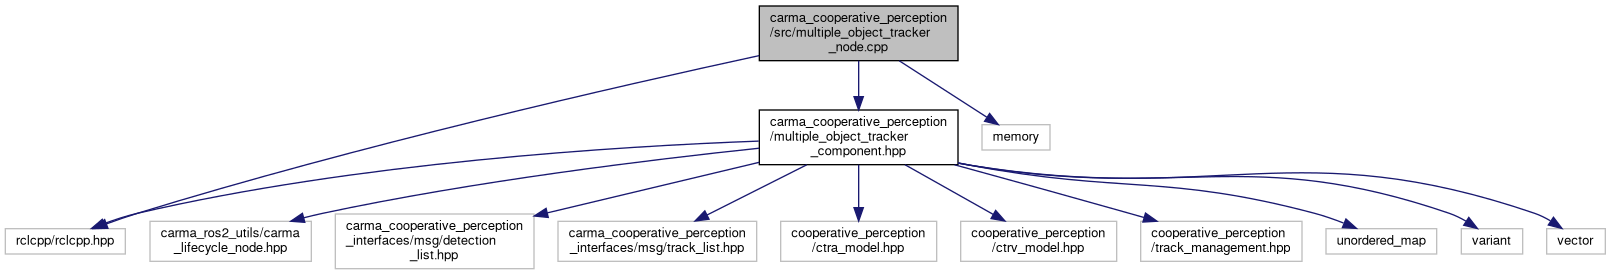 carma_cooperative_perception
/src/multiple_object_tracker
_node.cpp
carma_cooperative_perception
/multiple_object_tracker
_component.hpp
memory
rclcpp/rclcpp.hpp
carma_ros2_utils/carma
_lifecycle_node.hpp
carma_cooperative_perception
_interfaces/msg/detection
_list.hpp
carma_cooperative_perception
_interfaces/msg/track_list.hpp
cooperative_perception
/ctra_model.hpp
cooperative_perception
/ctrv_model.hpp
cooperative_perception
/track_management.hpp
unordered_map
variant
vector